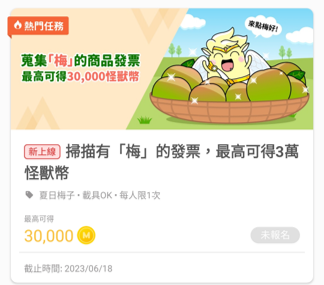 熱門任務
來點梅好!
蒐集「梅」的商品發票
最高可得30,000怪獸幣
新上線 掃描有「梅」的發票，最高可得3萬
怪獸幣
夏日梅子 • 載具OK • 每人限1次
最高可得
30,000
未報名
截止時間: 2023/06/18